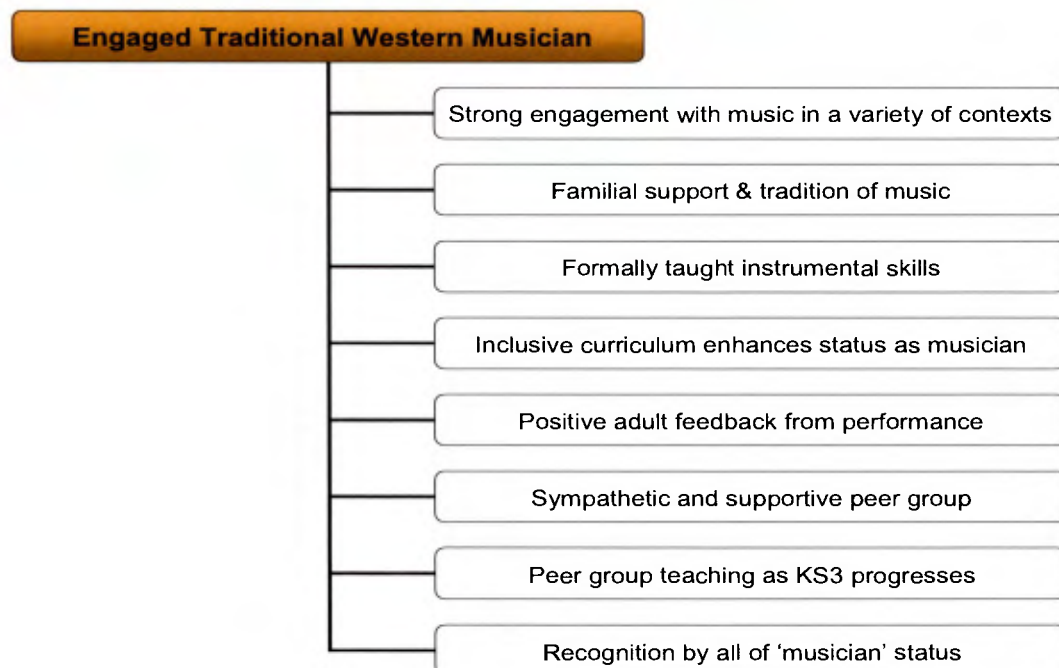 Engaged Traditional Western Musician
Strong engagement with music in a variety of contexts
Familial support & tradition of music
Formally taught instrumental skills
Inclusive curriculum enhances status as musician
Positive adult feedback from performance
Sympathetic and supportive peer group
Peer group teaching as KS3 progresses
Recognition by all of ‘musician’ status